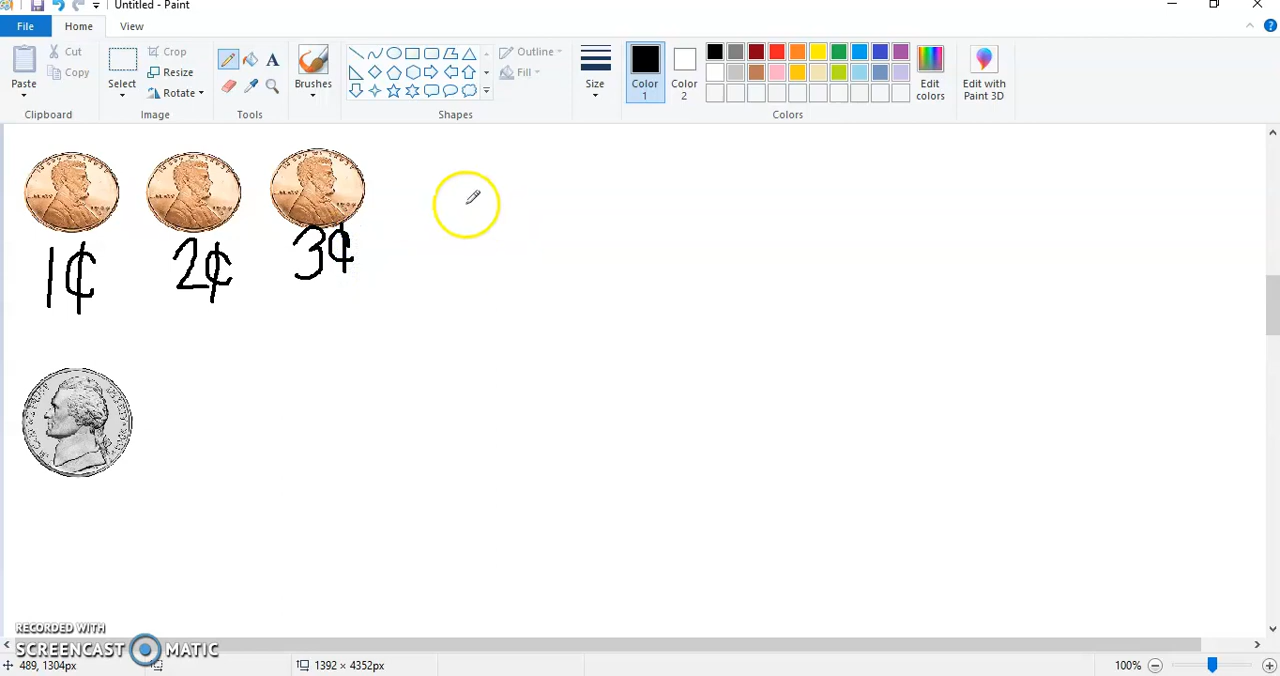 Untitled - Paint
File Home View
Paste Cut Copy Clipboard
Select Crop Resize Rotate Image
Tools
Brushes
Outline Fill Shapes
Size
Color 1 Color 2 Edit colors Edit with Paint 3D Colors
1¢ 2¢ 3¢
RECORDED WITH
SCREENCAST MATIC
489, 1304px 1392 × 4352px 100%